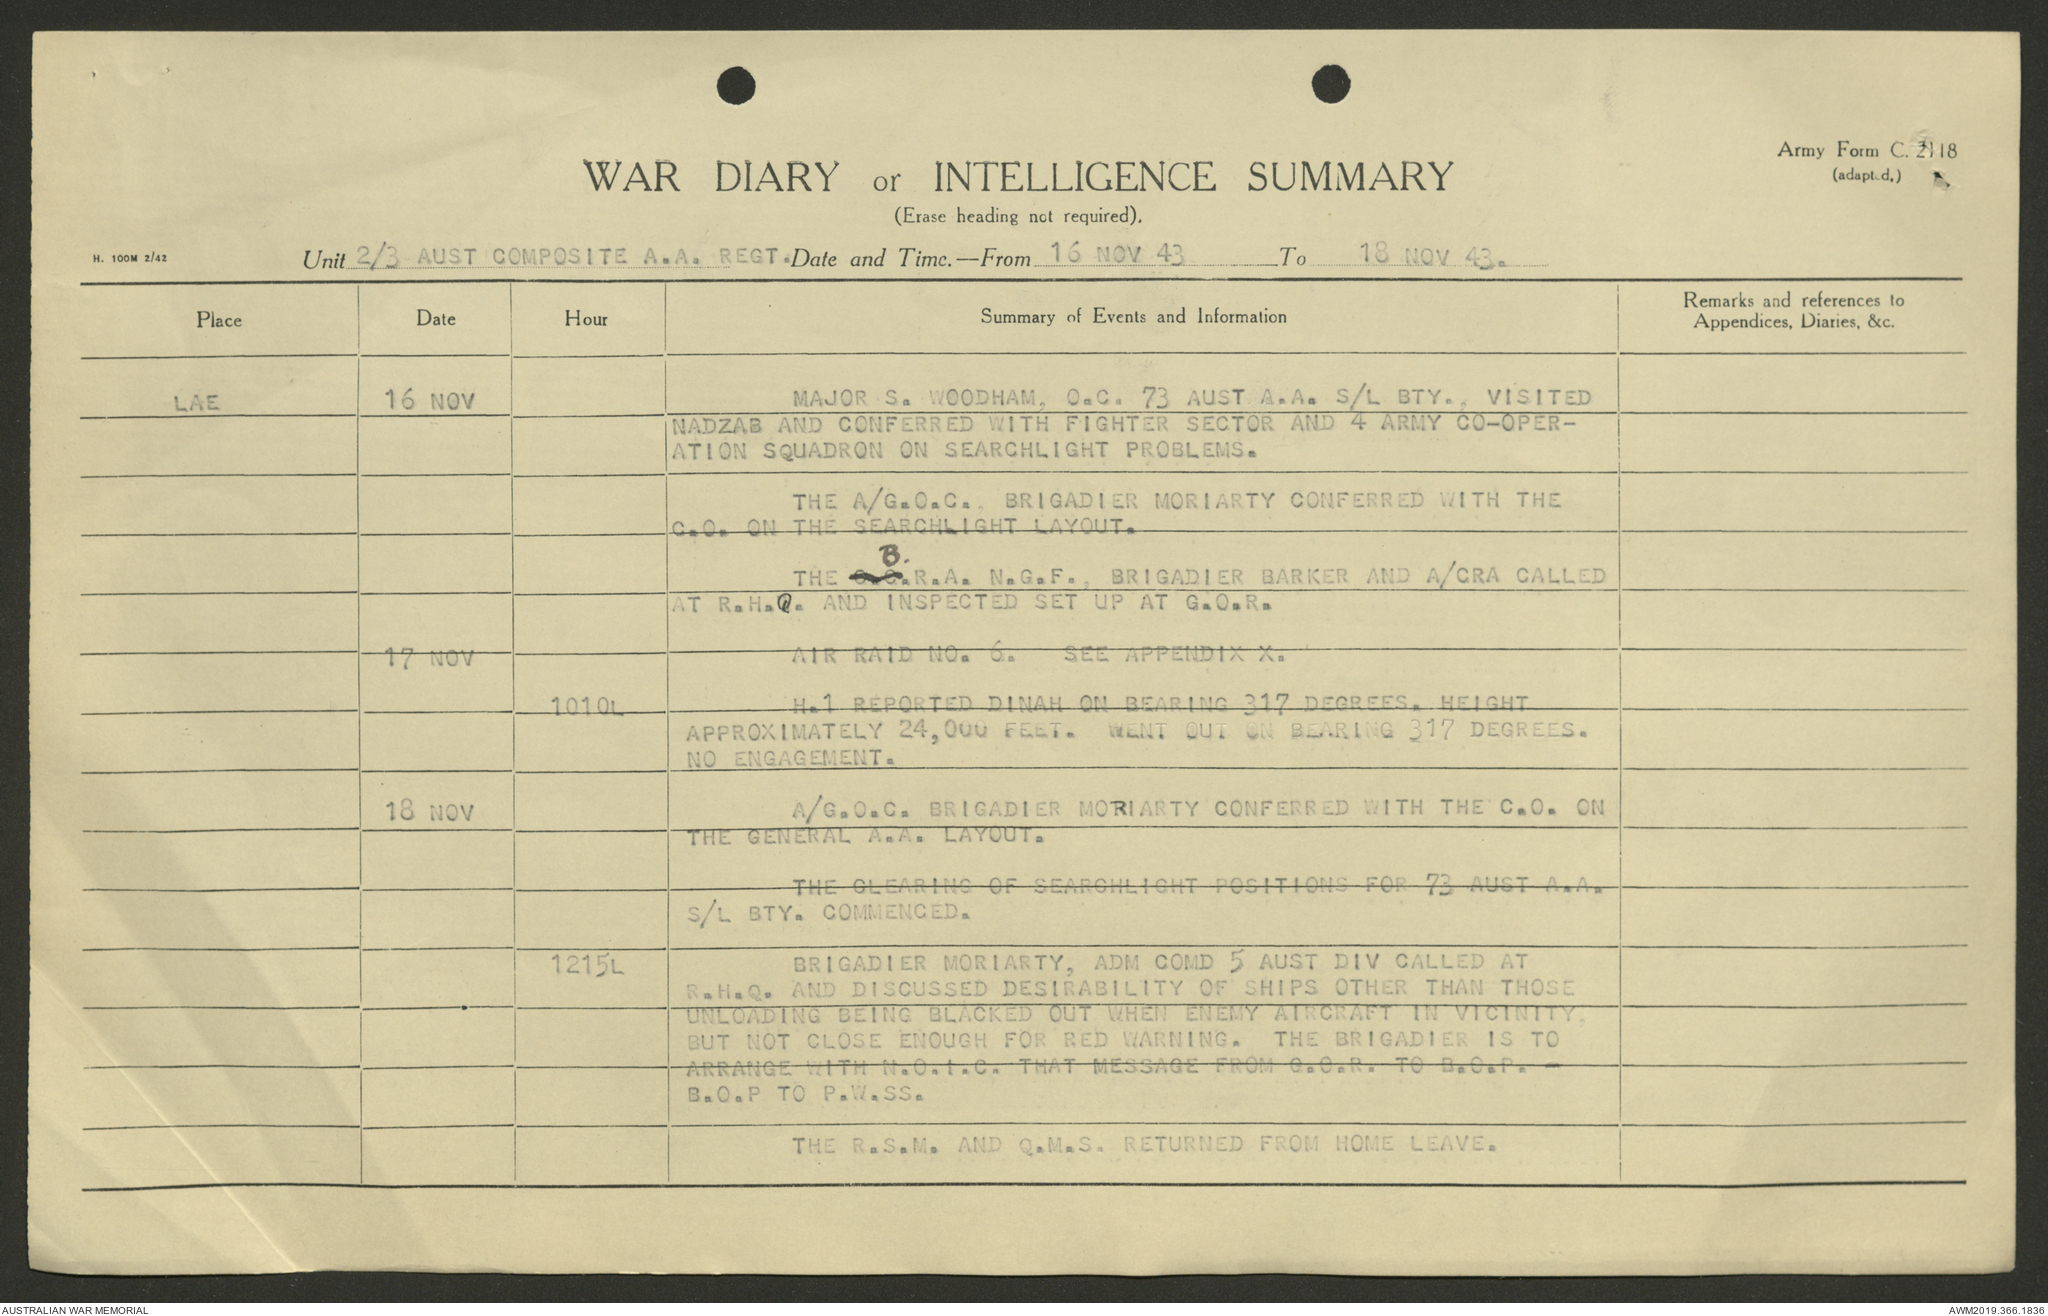 Army Form C. 2118
(adapted.)
WAR DIARY or INTELLIGENCE SUMMARY
(Erase heading not required).
H. 100M 2/42
Unit 2/3 AUST COMPOSITE A.A. REGT. Date and Time.—From 16 NOV 43 To 18 NOV 43.
Place Date Hour Summary of Events and Information Remarks and references to
Appendices, Diaries, &c.
LAE 16 NOV MAJOR S. WOODHAM, O.C. 73 AUST A.A. S/L BTY., VISITED
NADZAB AND CONFERRED WITH FIGHTER SECTOR AND 4 ARMY CO-OPER-
ATION SQUADRON ON SEARCHLIGHT PROBLEMS.
THE A/G.O.C., BRIGADIER MORIARTY CONFERRED WITH THE
C.O. ON THE SEARCHLIGHT LAYOUT.
B.
THE R.A. N.G.F., BRIGADIER BARKER AND A/CRA CALLED
AT R.H.Q. AND INSPECTED SET UP AT G.O.R.
17 NOV AIR RAID NO. 6. SEE APPENDIX X.
1010L H.1 REPORTED DINAH ON BEARING 317 DEGREES. HEIGHT
APPROXIMATELY 24,000 FEET. WENT OUT ON BEARING 317 DEGREES.
NO ENGAGEMENT.
18 NOV A/G.O.C. BRIGADIER MORIARTY CONFERRED WITH THE C.O. ON
THE GENERAL A.A. LAYOUT.
THE CLEARING OF SEARCHLIGHT POSITIONS FOR 73 AUST A.A.
S/L BTY. COMMENCED.
1215L BRIGADIER MORIARTY, ADM COMD 5 AUST DIV CALLED AT
R.H.Q. AND DISCUSSED DESIRABILITY OF SHIPS OTHER THAN THOSE
UNLOADING BEING BLACKED OUT WHEN ENEMY AIRCRAFT IN VICINITY,
BUT NOT CLOSE ENOUGH FOR RED WARNING. THE BRIGADIER IS TO
ARRANGE WITH N.O.I.C. THAT MESSAGE FROM G.O.R. TO B.O.P. -
B.O.P TO P.W.SS.
THE R.S.M. AND Q.M.S. RETURNED FROM HOME LEAVE.
AUSTRALIAN WAR MEMORIAL
AWM2019.366.1836